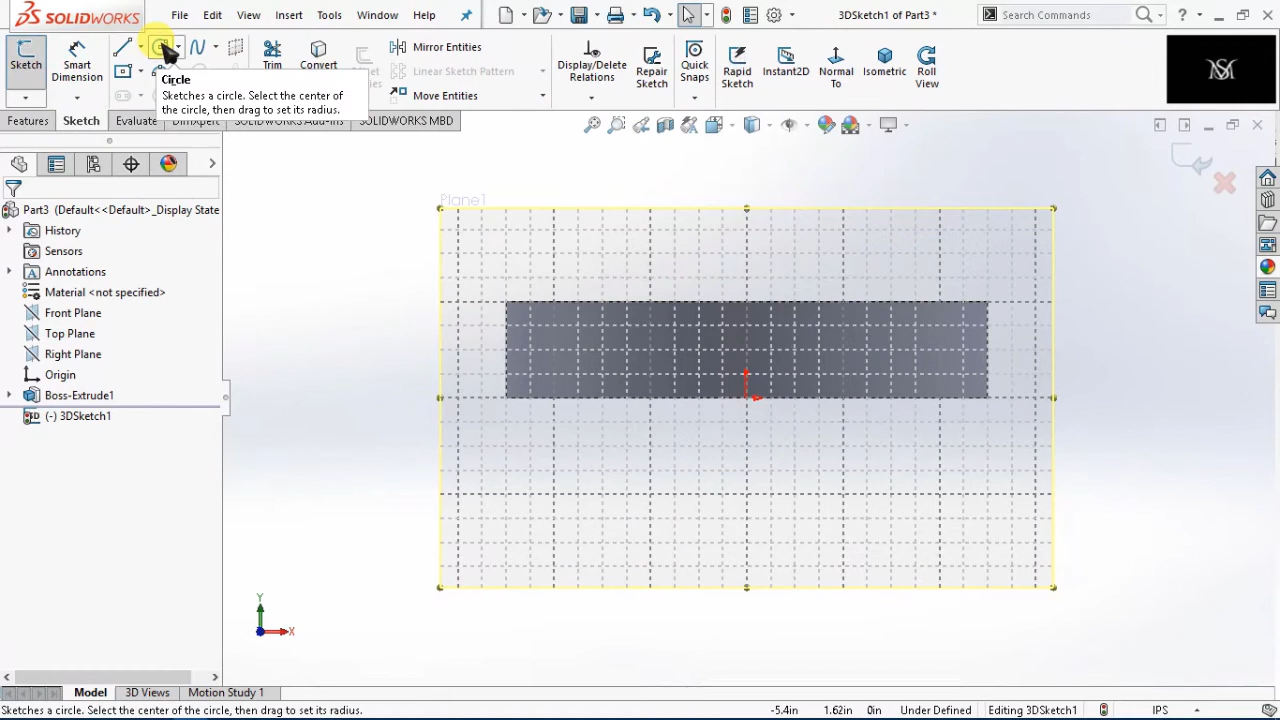 SOLIDWORKS
File
Edit
View
Insert
Tools
Window
Help
3DSketch1 of Part3 *
Search Commands
?
Sketch
Smart
Dimension
Trim
Convert
Offset
Entities
Mirror Entities
Linear Sketch Pattern
Move Entities
Display/Delete
Relations
Repair
Sketch
Quick
Snaps
Rapid
Sketch
Instant2D
Normal
To
Isometric
Roll
View
Circle
Sketches a circle. Select the center of
the circle, then drag to set its radius.
Features
Sketch
Evaluate
DimXpert
SOLIDWORKS Add-Ins
SOLIDWORKS MBD
Part3 (Default<<Default>_Display State
History
Sensors
Annotations
Material <not specified>
Front Plane
Top Plane
Right Plane
Origin
Boss-Extrude1
(-) 3DSketch1
Plane1
Y
X
Model
3D Views
Motion Study 1
Sketches a circle. Select the center of the circle, then drag to set its radius.
-5.4in
1.62in
0in
Under Defined
Editing 3DSketch1
IPS